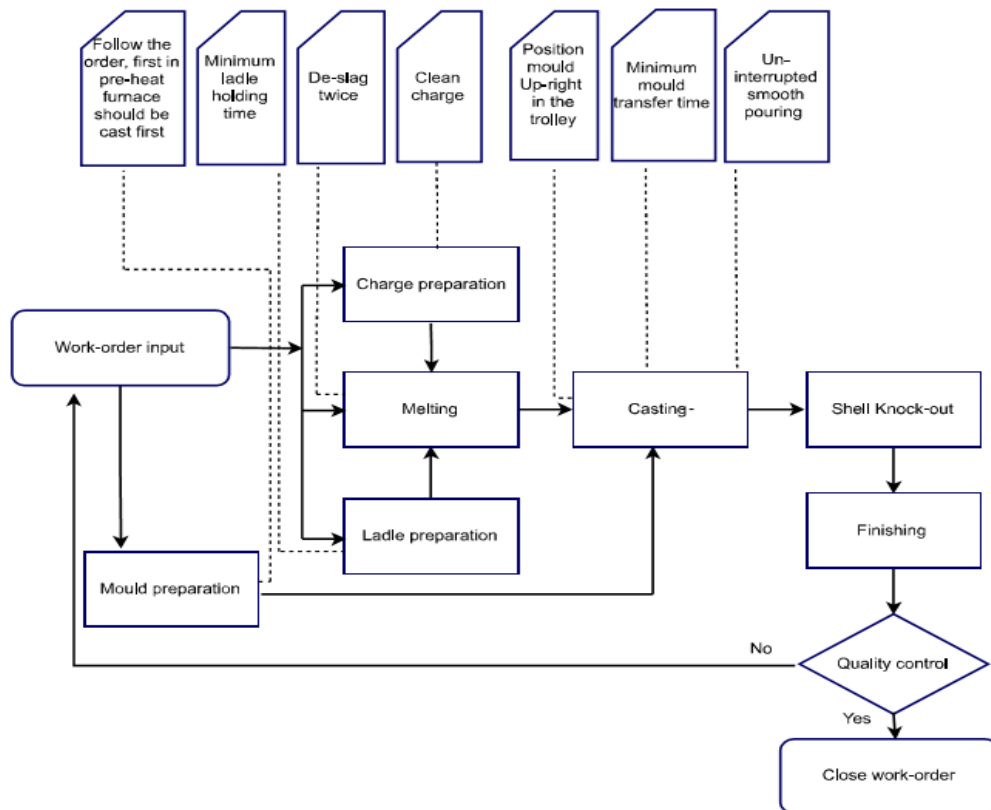 Follow the
order, first in
pre-heat
furnace
should be
cast first
Minimum
ladle
holding
time
De-slag
twice
Clean
charge
Position
mould
Up-right
in the
trolley
Minimum
mould
transfer time
Un-
interrupted
smooth
pouring
Charge preparation
Work-order input
Melting
Casting-
Shell Knock-out
Ladle preparation
Finishing
Mould preparation
No
Quality control
Yes
Close work-order